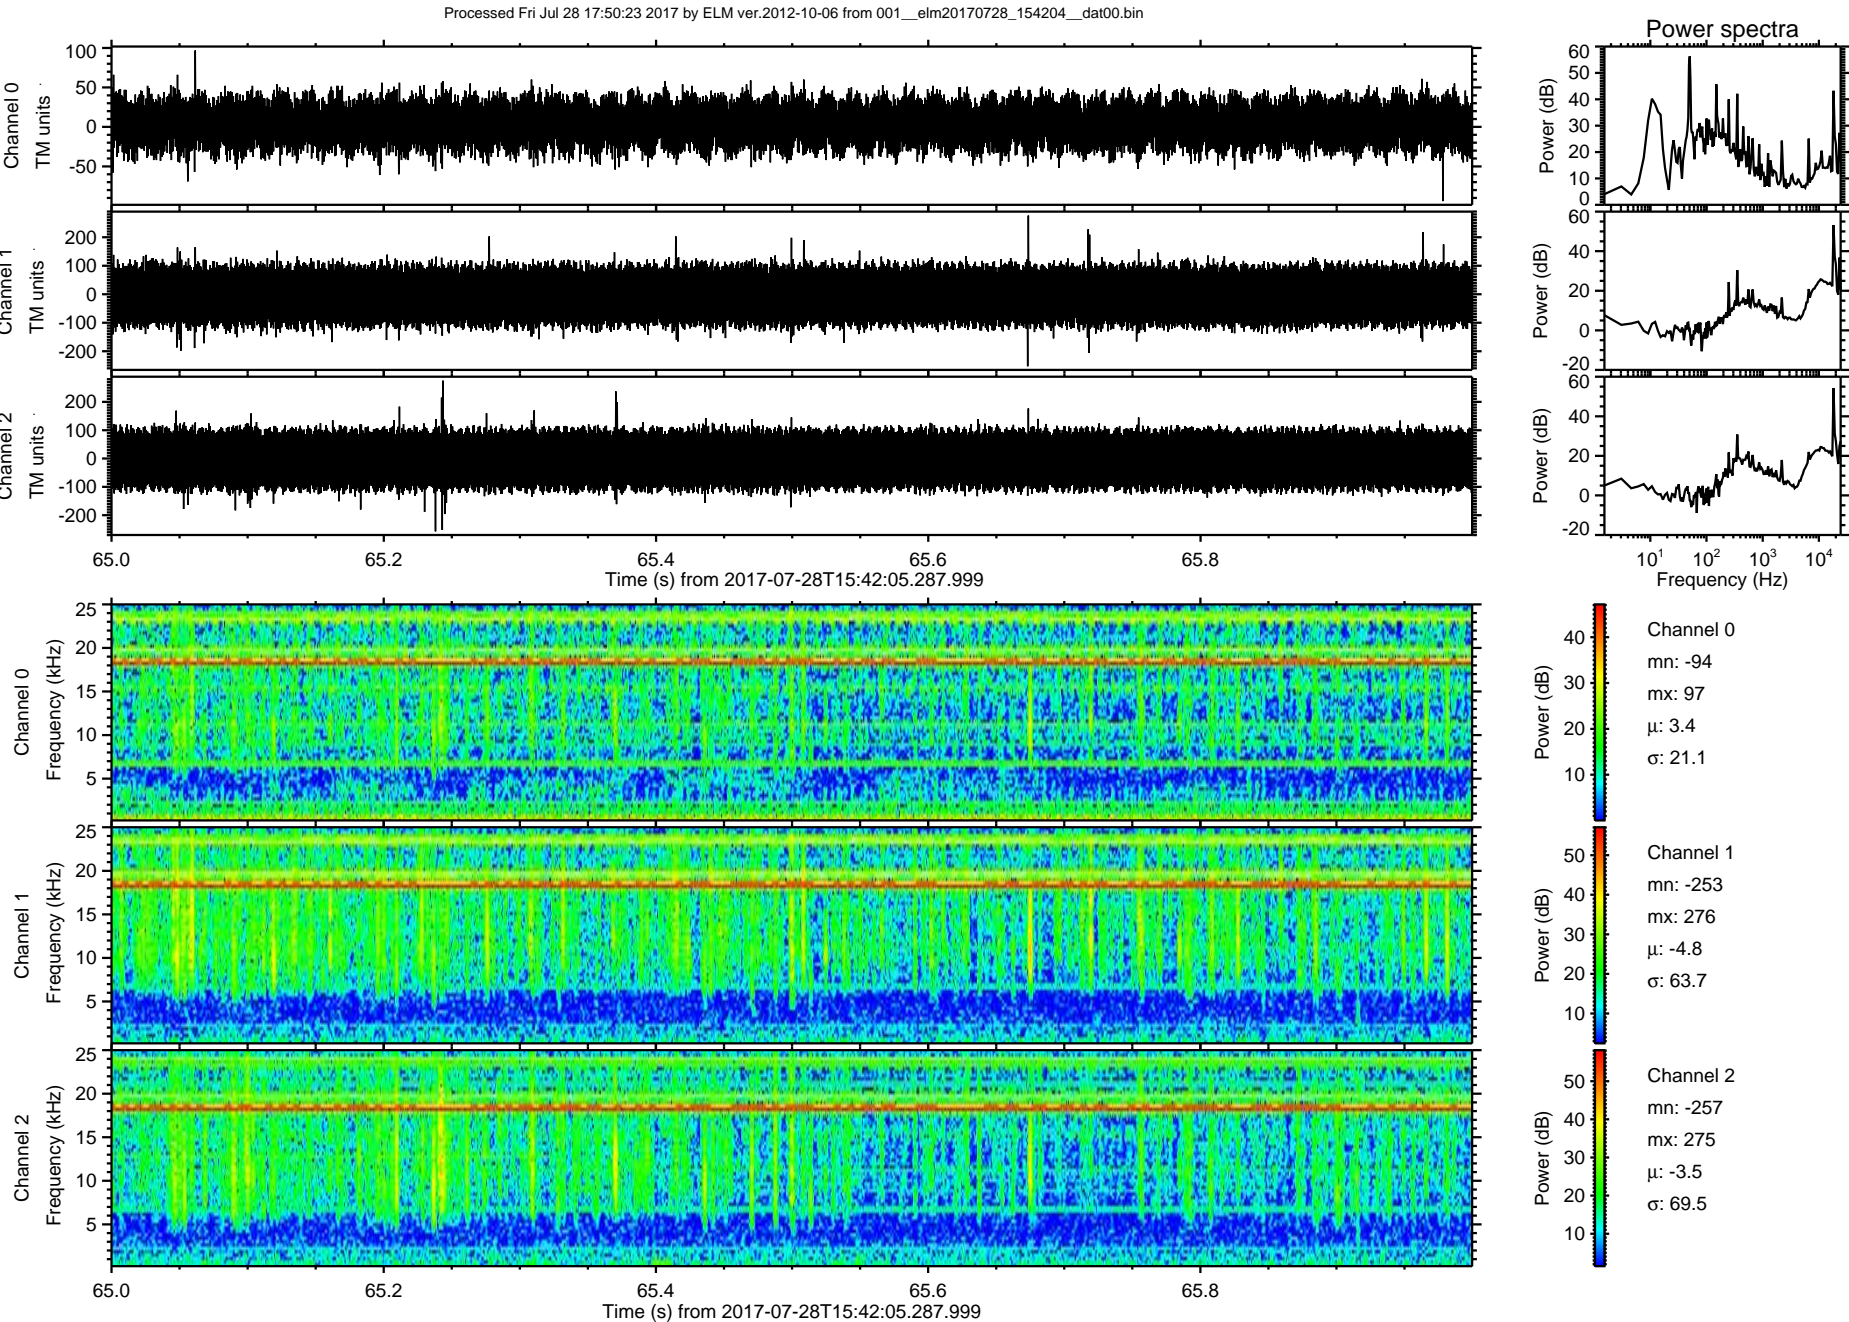 Processed Fri Jul 28 17:50:23 2017 by ELM ver.2012-10-06 from 001__elm20170728_154204__dat00.bin
Power spectra
Channel 0
TM units
100
50
0
-50
Power (dB)
60
50
40
30
20
10
0
Channel 1
TM units
200
100
0
-100
-200
Power (dB)
60
40
20
0
-20
Channel 2
TM units
200
100
0
-100
-200
Power (dB)
60
40
20
0
-20
65.0 65.2 65.4 65.6 65.8
Time (s) from 2017-07-28T15:42:05.287.999
10^1 10^2 10^3 10^4
Frequency (Hz)
Channel 0
Frequency (kHz)
25
20
15
10
5
Power (dB)
40
30
20
10
Channel 0
mn: -94
mx: 97
μ: 3.4
σ: 21.1
Channel 1
Frequency (kHz)
25
20
15
10
5
Power (dB)
50
40
30
20
10
Channel 1
mn: -253
mx: 276
μ: -4.8
σ: 63.7
Channel 2
Frequency (kHz)
25
20
15
10
5
Power (dB)
50
40
30
20
10
Channel 2
mn: -257
mx: 275
μ: -3.5
σ: 69.5
65.0 65.2 65.4 65.6 65.8
Time (s) from 2017-07-28T15:42:05.287.999